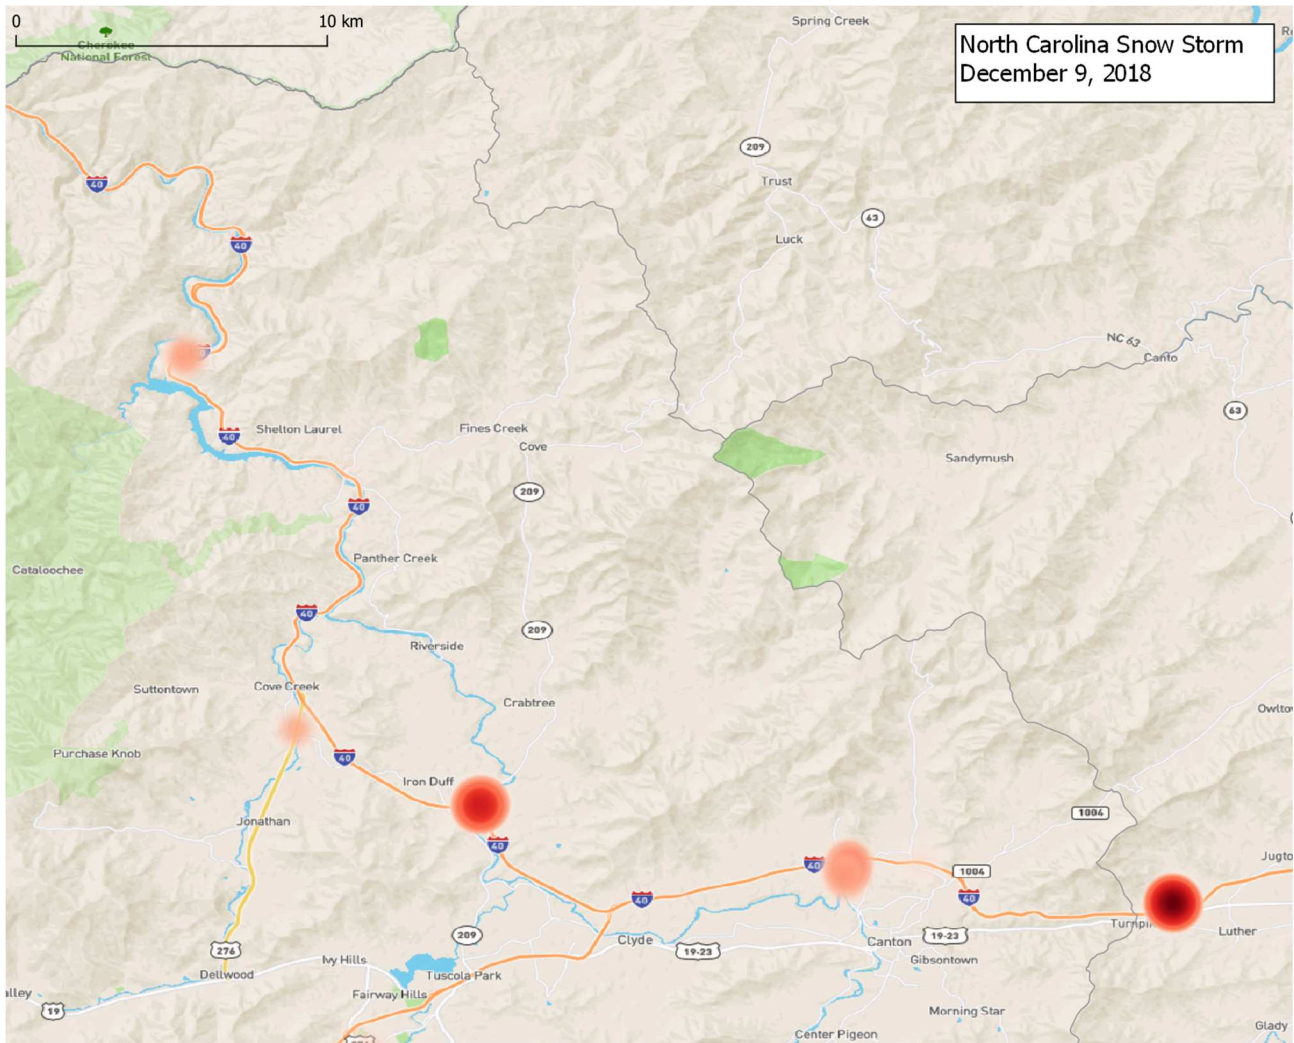 0 10 km
Spring Creek
North Carolina Snow Storm
December 9, 2018
Cherokee
National Forest
209
Trust
40
63
Luck
40
NC 63
Canto
63
Shelton Laurel
Fines Creek
40
Cove
Sandymush
209
40
Panther Creek
Cataloochee
40
209
Riverside
Suttontown
Cove Creek
Crabtree
Owlto
Purchase Knob
40
Iron Duff
1004
Jonathan
40
40
Jugto
1004
40
40
Luther
209
Clyde
19-23
Canton
19-23
276
Ivy Hills
Gibsontown
Dellwood
Tuscola Park
alley
Fairway Hills
19
Morning Star
Center Pigeon
Glady